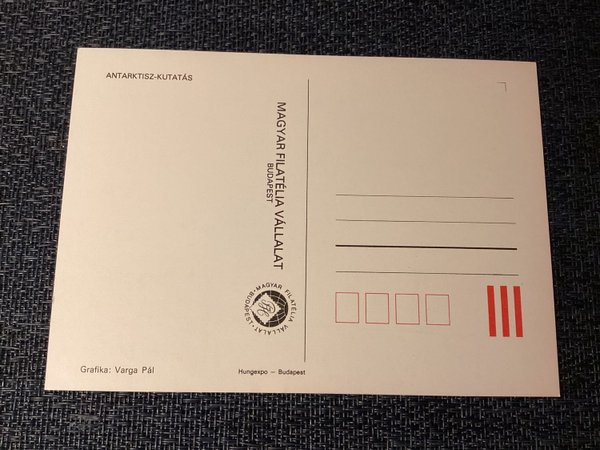 ANTARKTISZ-KUTATÁS
MAGYAR FILATÉLIA VÁLLALAT
BUDAPEST
MAGYAR FILATÉLIA VÁLLALAT · BUDAPEST ·
Grafika: Varga Pál
Hungexpo – Budapest